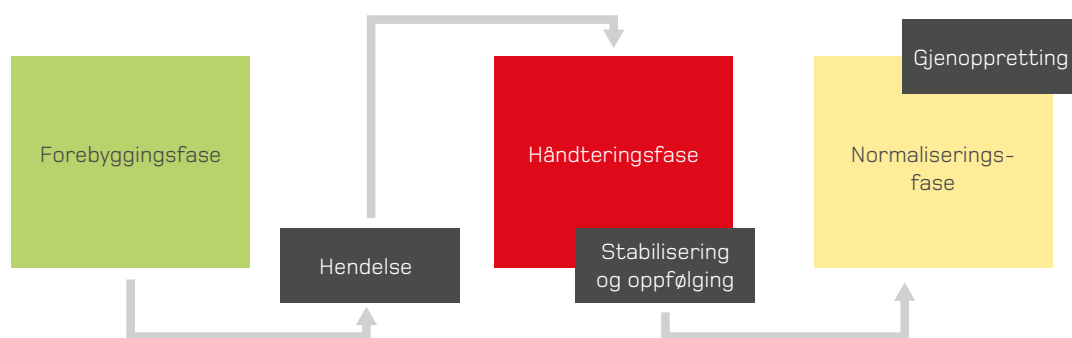 Forebyggingsfase
Hendelse
Håndteringsfase
Stabilisering
og oppfølging
Normaliserings-
fase
Gjenoppretting